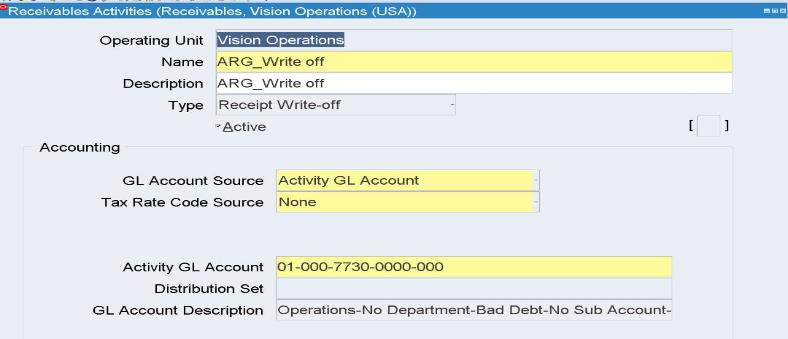 Receivables Activities (Receivables, Vision Operations (USA))
Operating Unit Vision Operations
Name ARG_Write off
Description ARG_Write off
Type Receipt Write-off
Active [ ]
Accounting
GL Account Source Activity GL Account
Tax Rate Code Source None
Activity GL Account 01-000-7730-0000-000
Distribution Set
GL Account Description Operations-No Department-Bad Debt-No Sub Account-